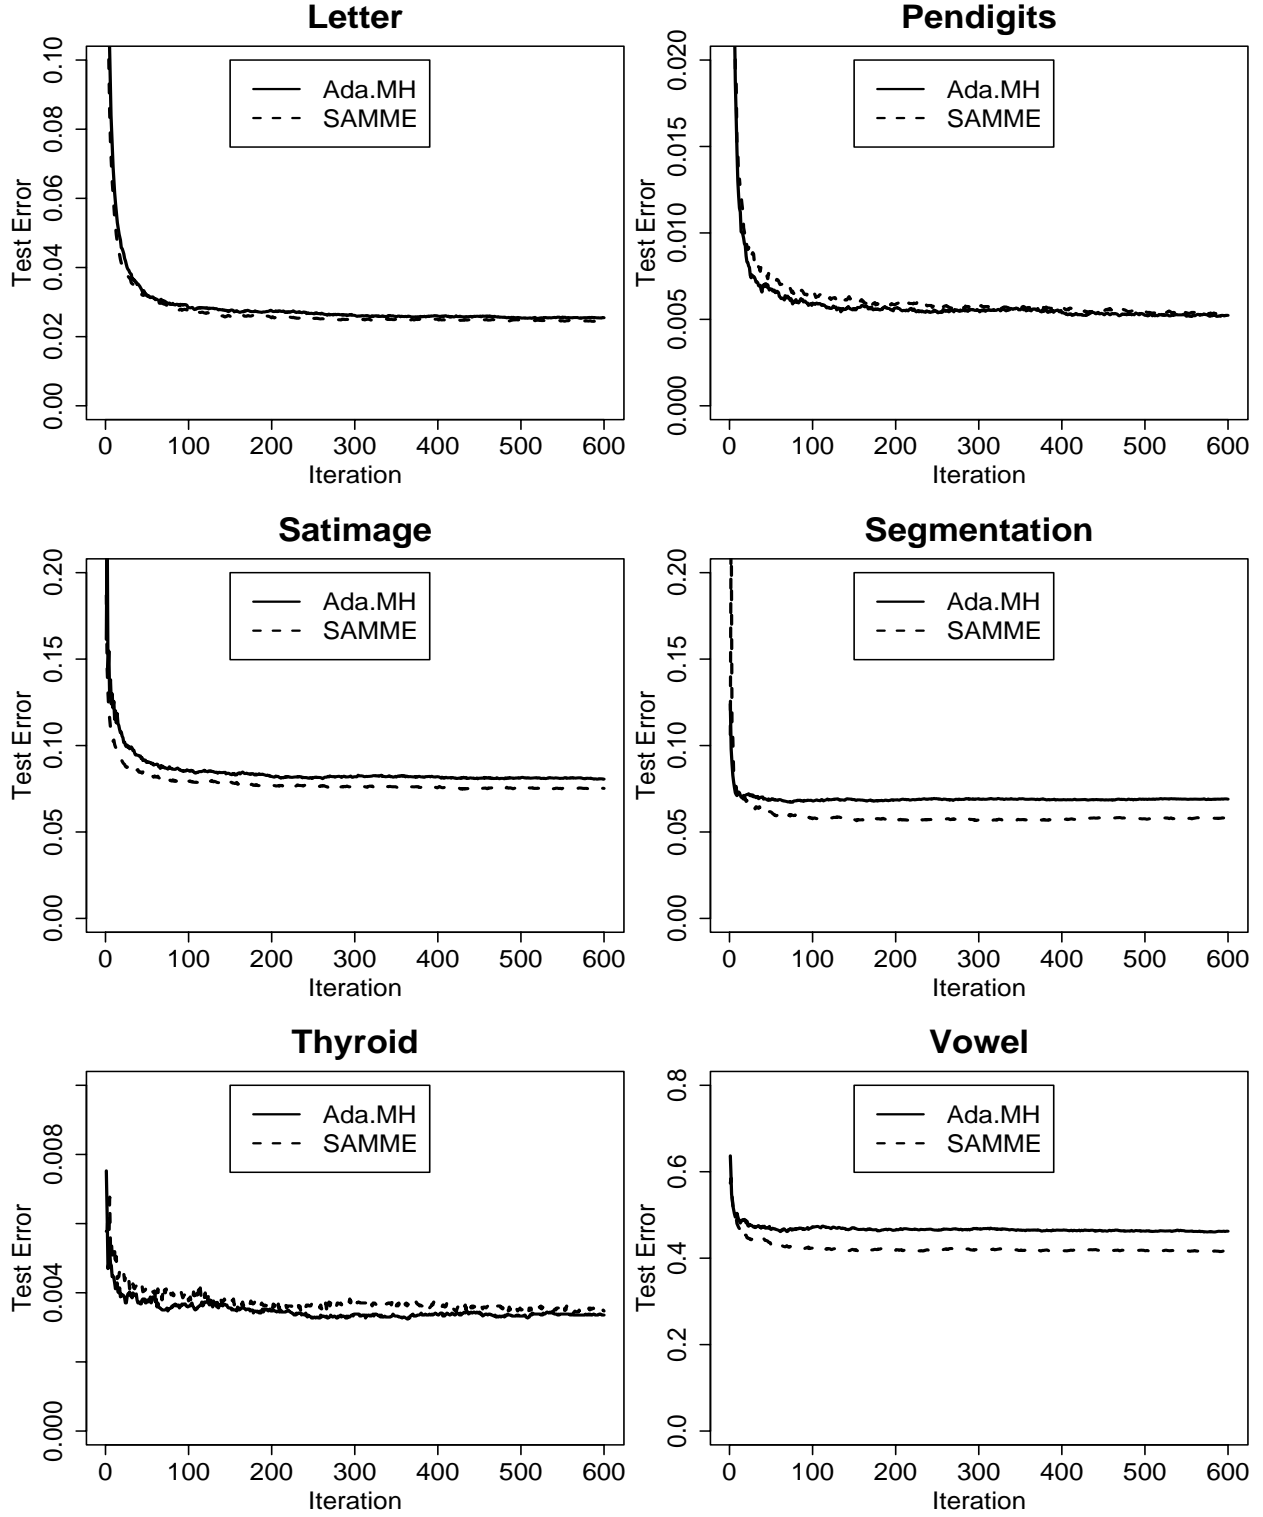 Letter
Test Error
0.00 0.02 0.04 0.06 0.08 0.10
Ada.MH
SAMME
0 100 200 300 400 500 600
Iteration
Pendigits
Test Error
0.000 0.005 0.010 0.015 0.020
Ada.MH
SAMME
0 100 200 300 400 500 600
Iteration
Satimage
Test Error
0.00 0.05 0.10 0.15 0.20
Ada.MH
SAMME
0 100 200 300 400 500 600
Iteration
Segmentation
Test Error
0.00 0.05 0.10 0.15 0.20
Ada.MH
SAMME
0 100 200 300 400 500 600
Iteration
Thyroid
Test Error
0.000 0.004 0.008
Ada.MH
SAMME
0 100 200 300 400 500 600
Iteration
Vowel
Test Error
0.0 0.2 0.4 0.6 0.8
Ada.MH
SAMME
0 100 200 300 400 500 600
Iteration